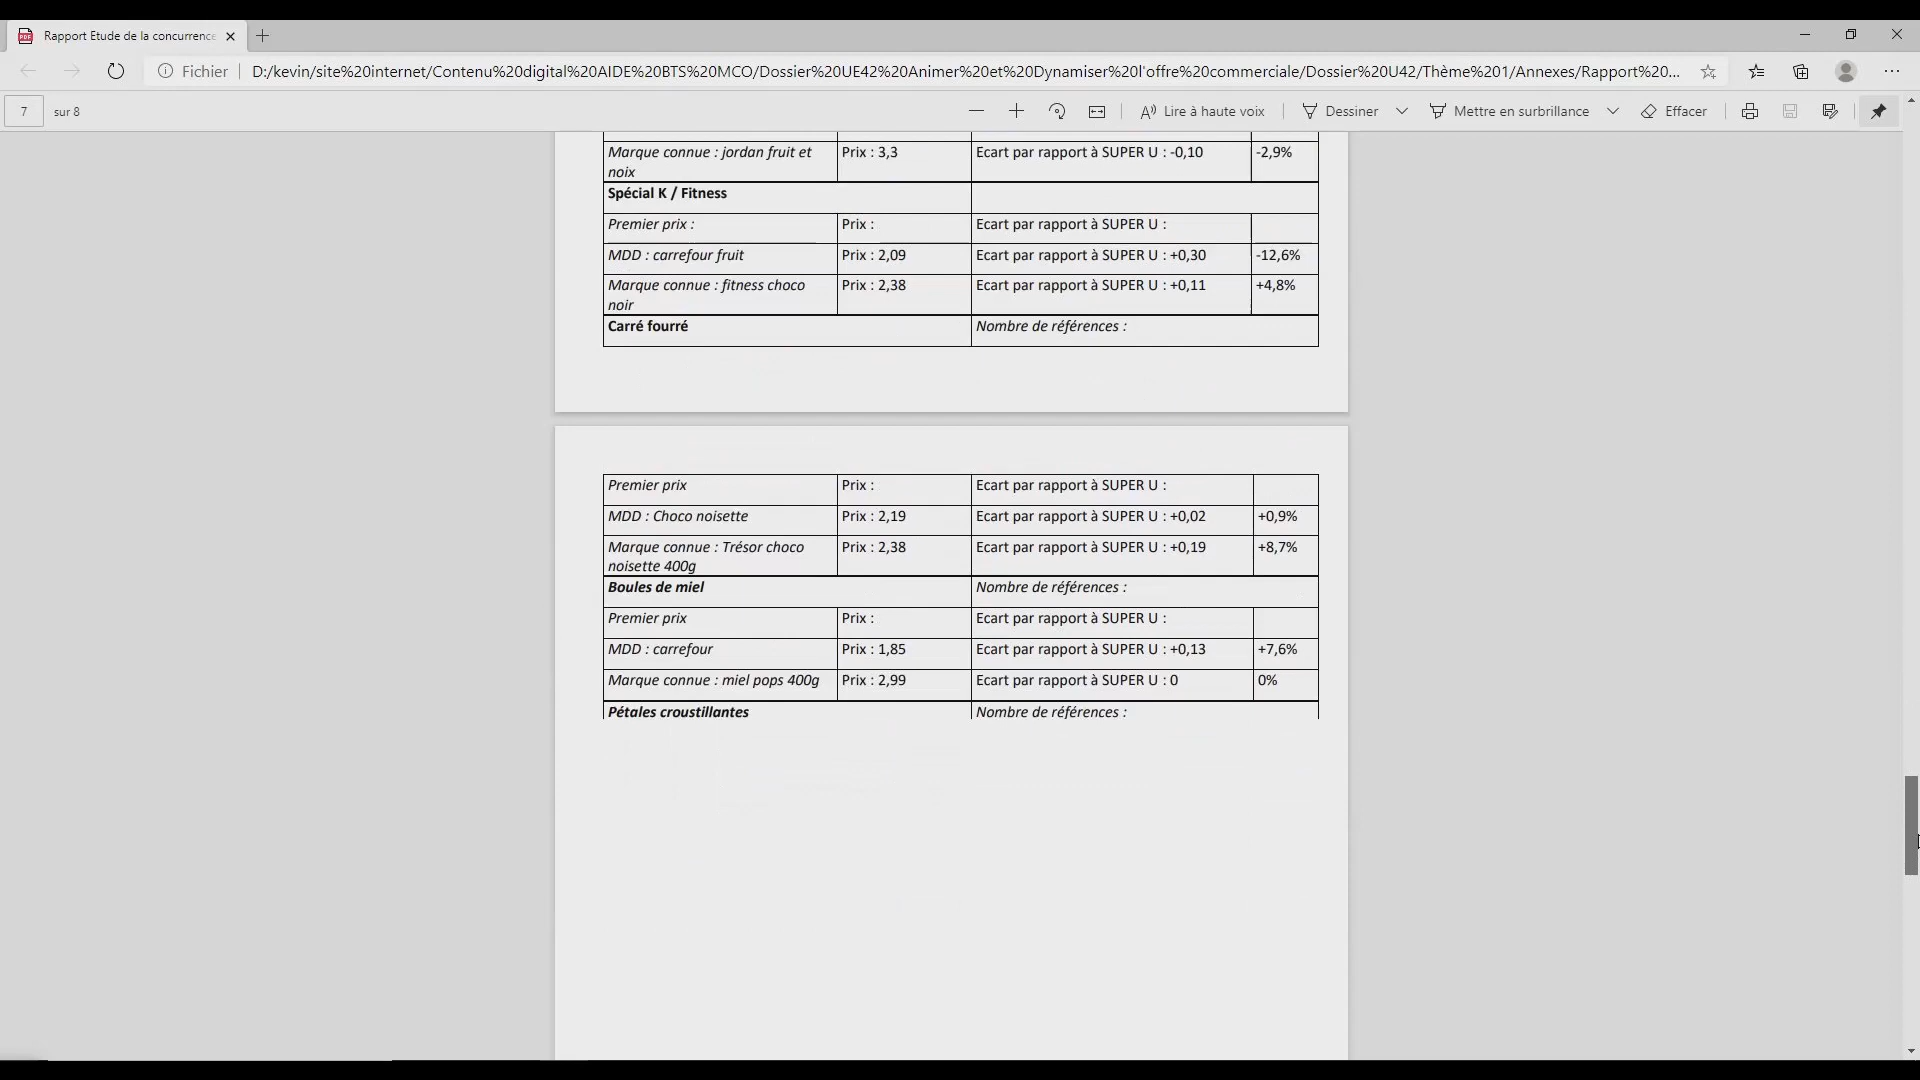 Rapport Etude de la concurrence
Fichier D:/kevin/site%20internet/Contenu%20digital%20AIDE%20BTS%20MCO/Dossier%20UE42%20Animer%20et%20Dynamiser%20l'offre%20commerciale/Dossier%20U42/Thème%201/Annexes/Rapport%20...
7 sur 8 Lire à haute voix Dessiner Mettre en surbrillance Effacer
Marque connue : jordan fruit et Prix : 3,3 Ecart par rapport à SUPER U : -0,10 -2,9%
noix
Spécial K / Fitness
Premier prix : Prix : Ecart par rapport à SUPER U :
MDD : carrefour fruit Prix : 2,09 Ecart par rapport à SUPER U : +0,30 -12,6%
Marque connue : fitness choco Prix : 2,38 Ecart par rapport à SUPER U : +0,11 +4,8%
noir
Carré fourré Nombre de références :
Premier prix Prix : Ecart par rapport à SUPER U :
MDD : Choco noisette Prix : 2,19 Ecart par rapport à SUPER U : +0,02 +0,9%
Marque connue : Trésor choco Prix : 2,38 Ecart par rapport à SUPER U : +0,19 +8,7%
noisette 400g
Boules de miel Nombre de références :
Premier prix Prix : Ecart par rapport à SUPER U :
MDD : carrefour Prix : 1,85 Ecart par rapport à SUPER U : +0,13 +7,6%
Marque connue : miel pops 400g Prix : 2,99 Ecart par rapport à SUPER U : 0 0%
Pétales croustillantes Nombre de références :